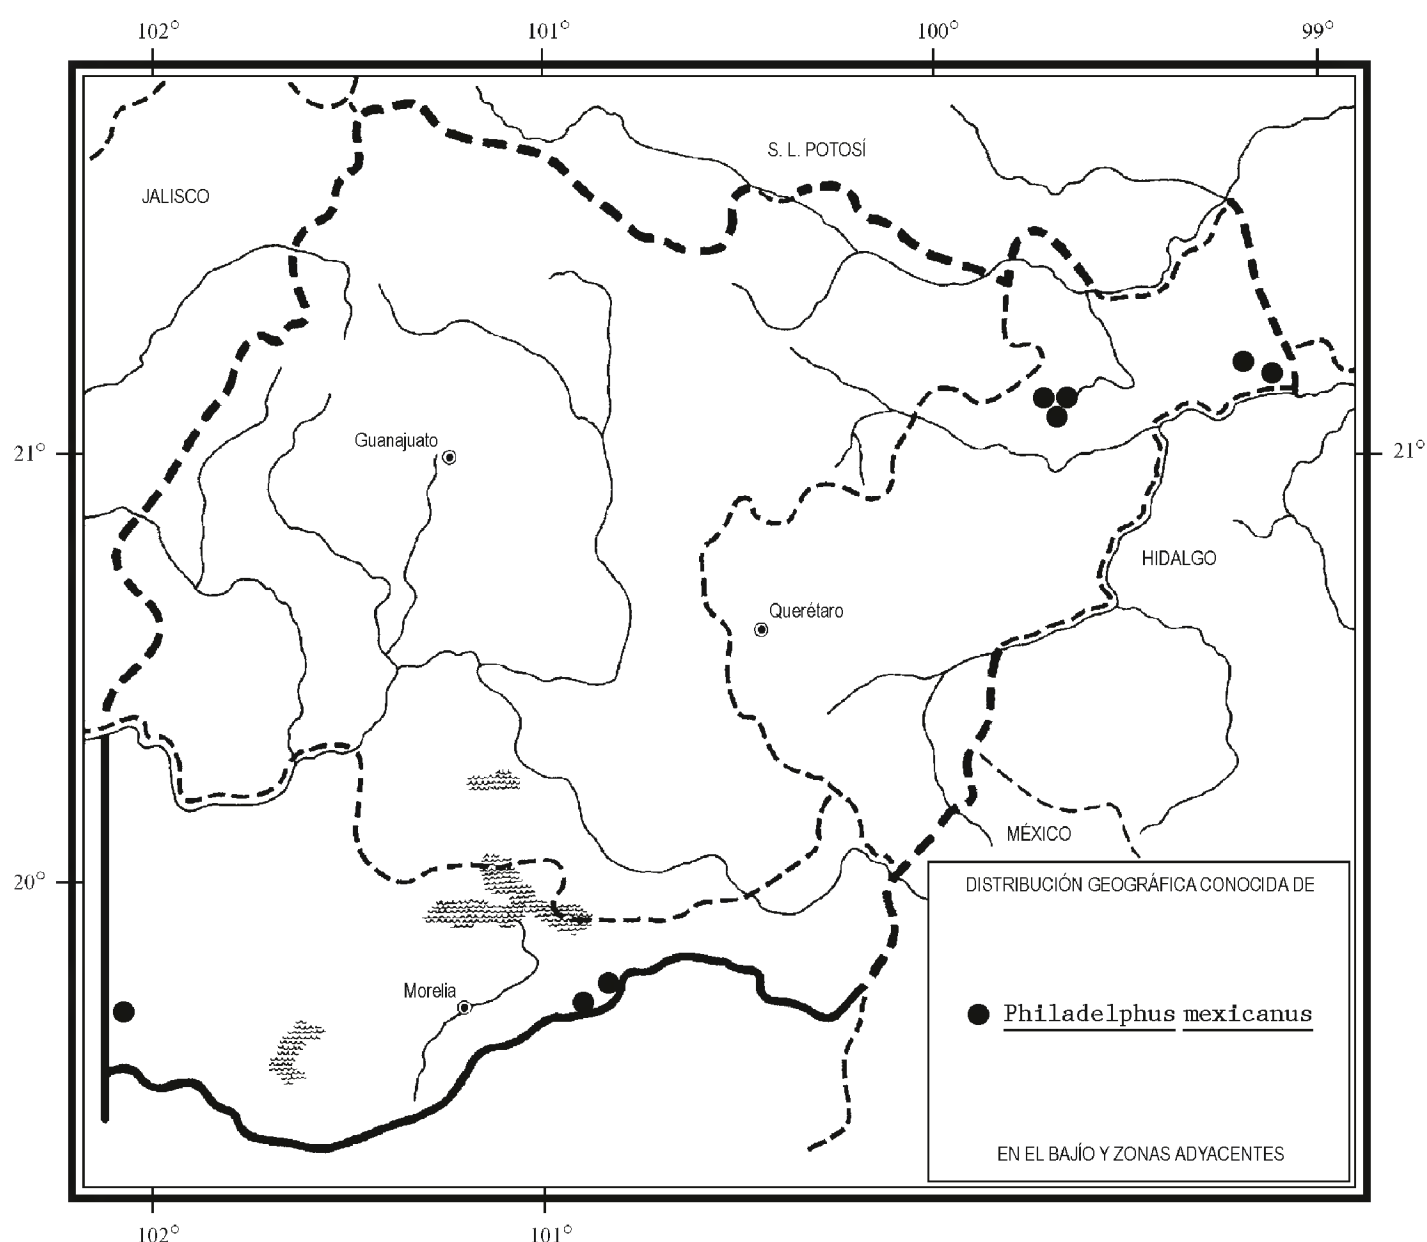 102° 101° 100° 99°
S. L. POTOSÍ
JALISCO
Guanajuato
21° 21°
HIDALGO
Querétaro
MÉXICO
20°
DISTRIBUCIÓN GEOGRÁFICA CONOCIDA DE
Morelia
Philadelphus mexicanus
EN EL BAJÍO Y ZONAS ADYACENTES
102° 101°